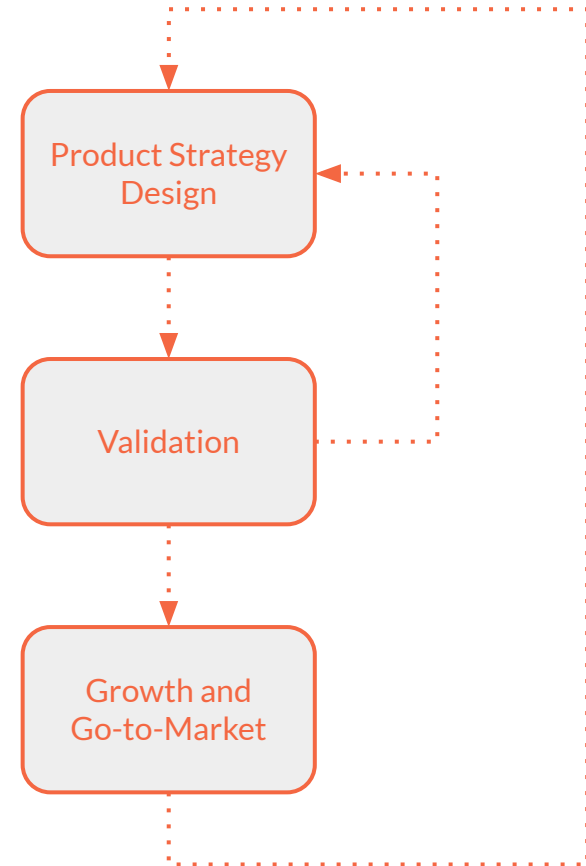 Product Strategy
Design
Validation
Growth and
Go-to-Market